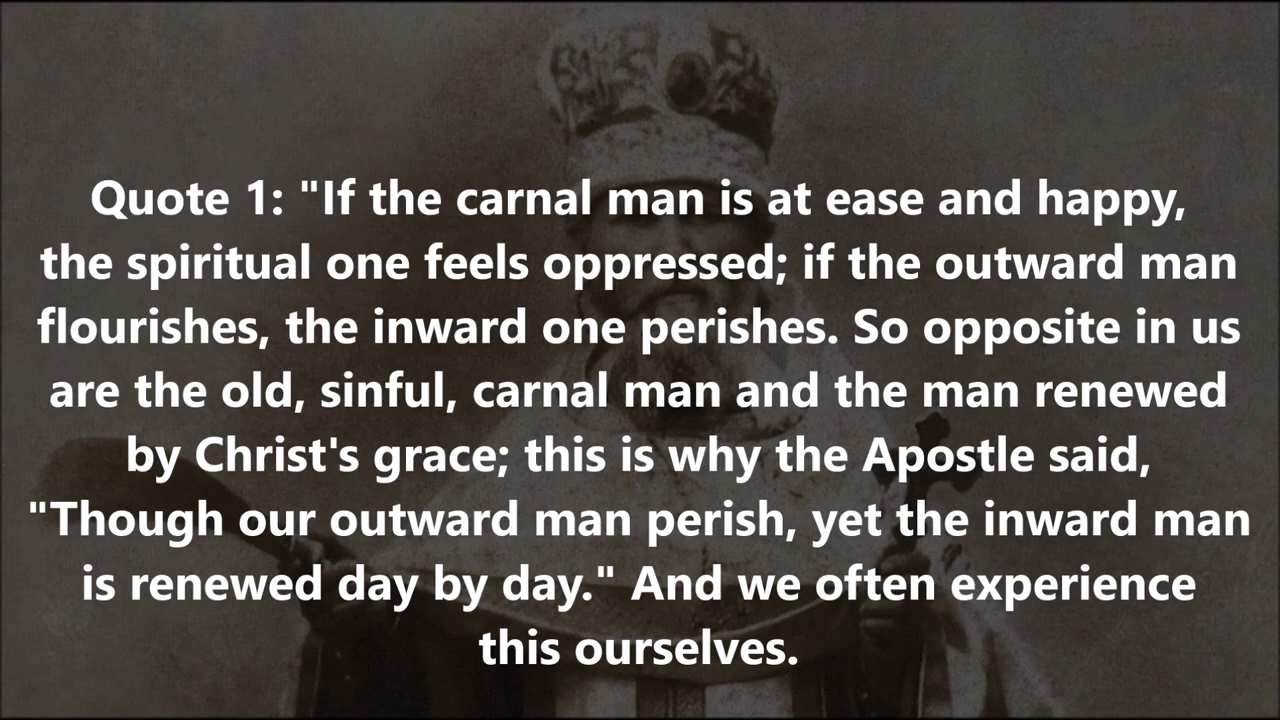 Quote 1: "If the carnal man is at ease and happy,
the spiritual one feels oppressed; if the outward man
flourishes, the inward one perishes. So opposite in us
are the old, sinful, carnal man and the man renewed
by Christ's grace; this is why the Apostle said,
"Though our outward man perish, yet the inward man
is renewed day by day." And we often experience
this ourselves.